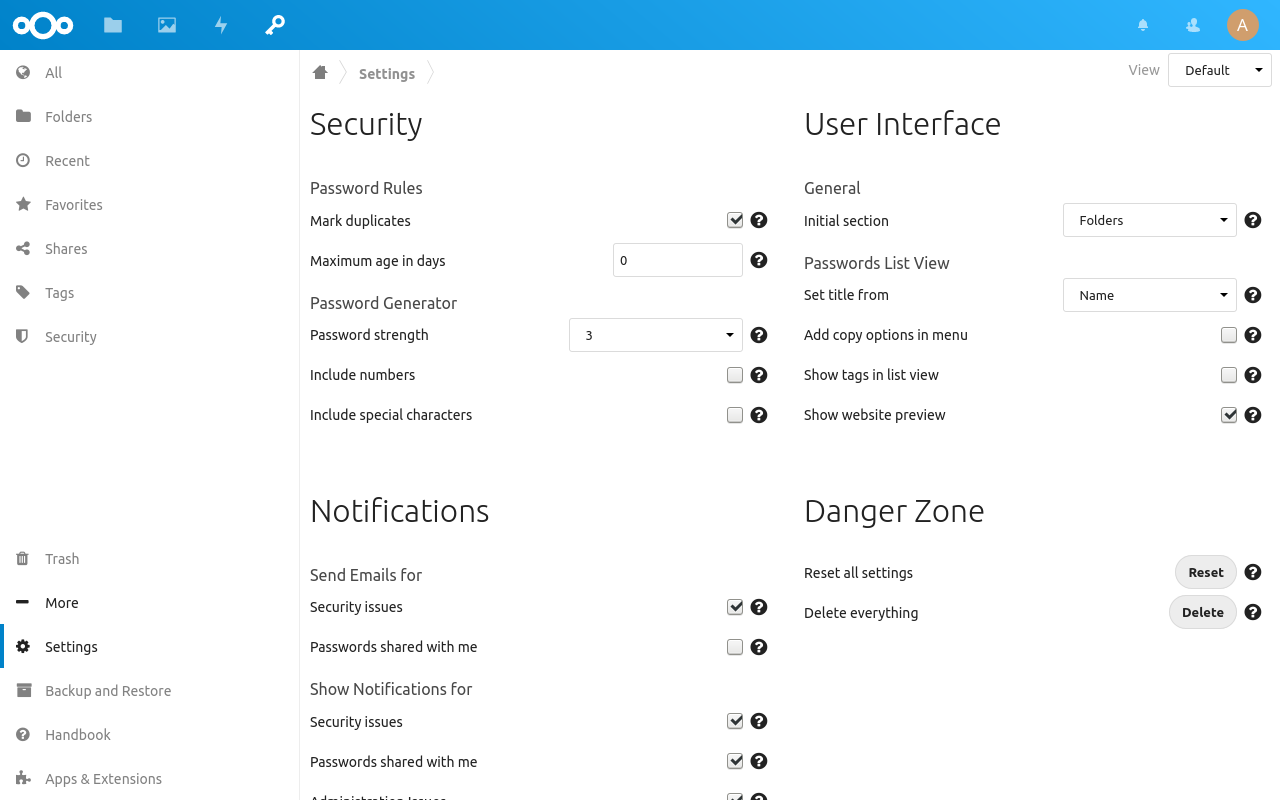 A
All
Folders
Recent
Favorites
Shares
Tags
Security
Trash
More
Settings
Backup and Restore
Handbook
Apps & Extensions
Settings
View Default
Security
Password Rules
Mark duplicates
Maximum age in days 0
Password Generator
Password strength 3
Include numbers
Include special characters
User Interface
General
Initial section Folders
Passwords List View
Set title from Name
Add copy options in menu
Show tags in list view
Show website preview
Notifications
Send Emails for
Security issues
Passwords shared with me
Show Notifications for
Security issues
Passwords shared with me
Administration Issues
Danger Zone
Reset all settings Reset
Delete everything Delete